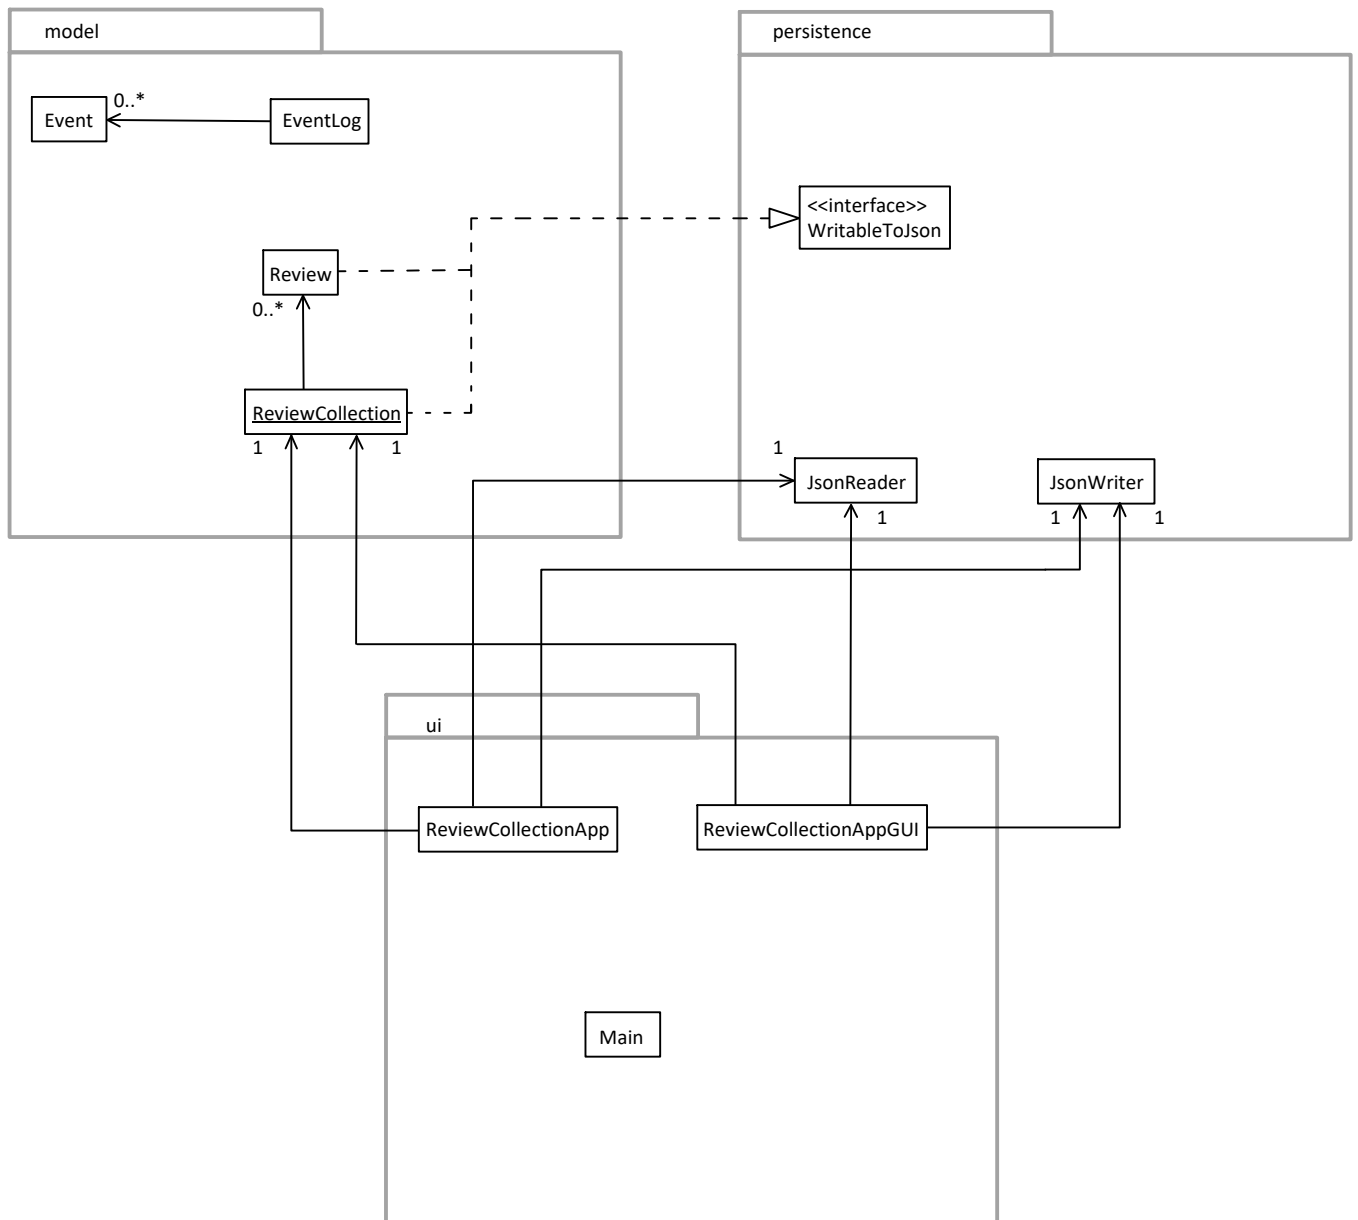 model
persistence
Event
0..*
EventLog
<<interface>>
WritableToJson
Review
0..*
ReviewCollection
1
1
1
JsonReader
JsonWriter
1
1
1
ui
ReviewCollectionApp
ReviewCollectionAppGUI
Main